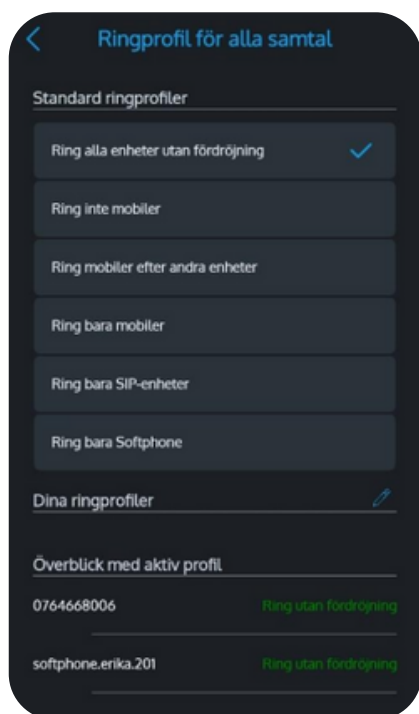 Ringprofil för alla samtal
Standard ringprofiler
Ring alla enheter utan fördröjning
Ring inte mobiler
Ring mobiler efter andra enheter
Ring bara mobiler
Ring bara SIP-enheter
Ring bara Softphone
Dina ringprofiler
Överblick med aktiv profil
0764668006 Ring utan fördröjning
softphone.erika.201 Ring utan fördröjning